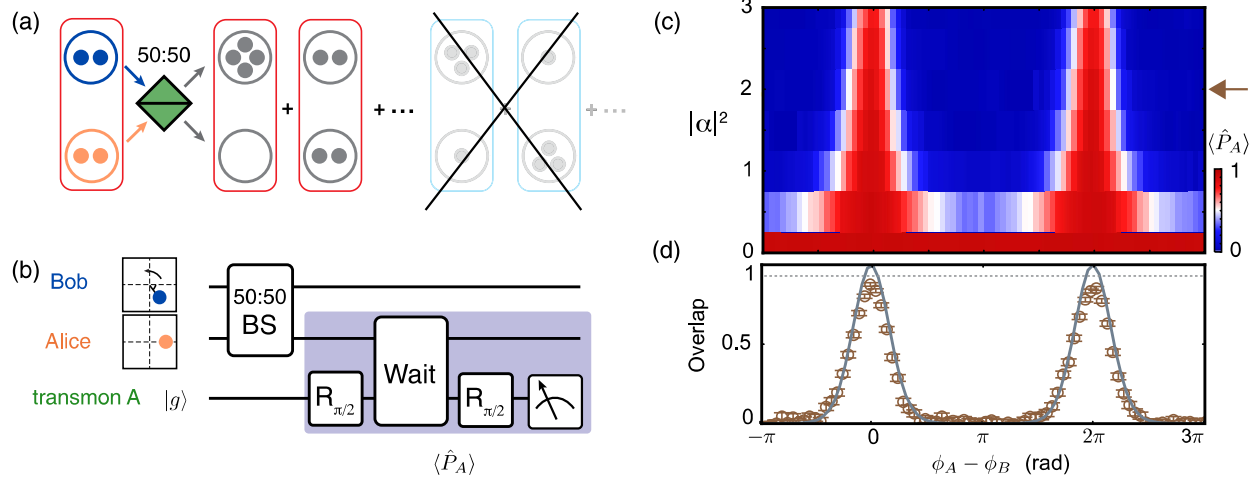 (a)
50:50
+
+ ...
+
+ ...
(b)
Bob
Alice
transmon A |g⟩
50:50
BS
R_{π/2}
Wait
R_{π/2}
⟨P̂_A⟩
(c)
3
2
1
0
|α|²
⟨P̂_A⟩
1
0
(d)
1
0.5
0
Overlap
−π 0 π 2π 3π
ϕ_A − ϕ_B (rad)